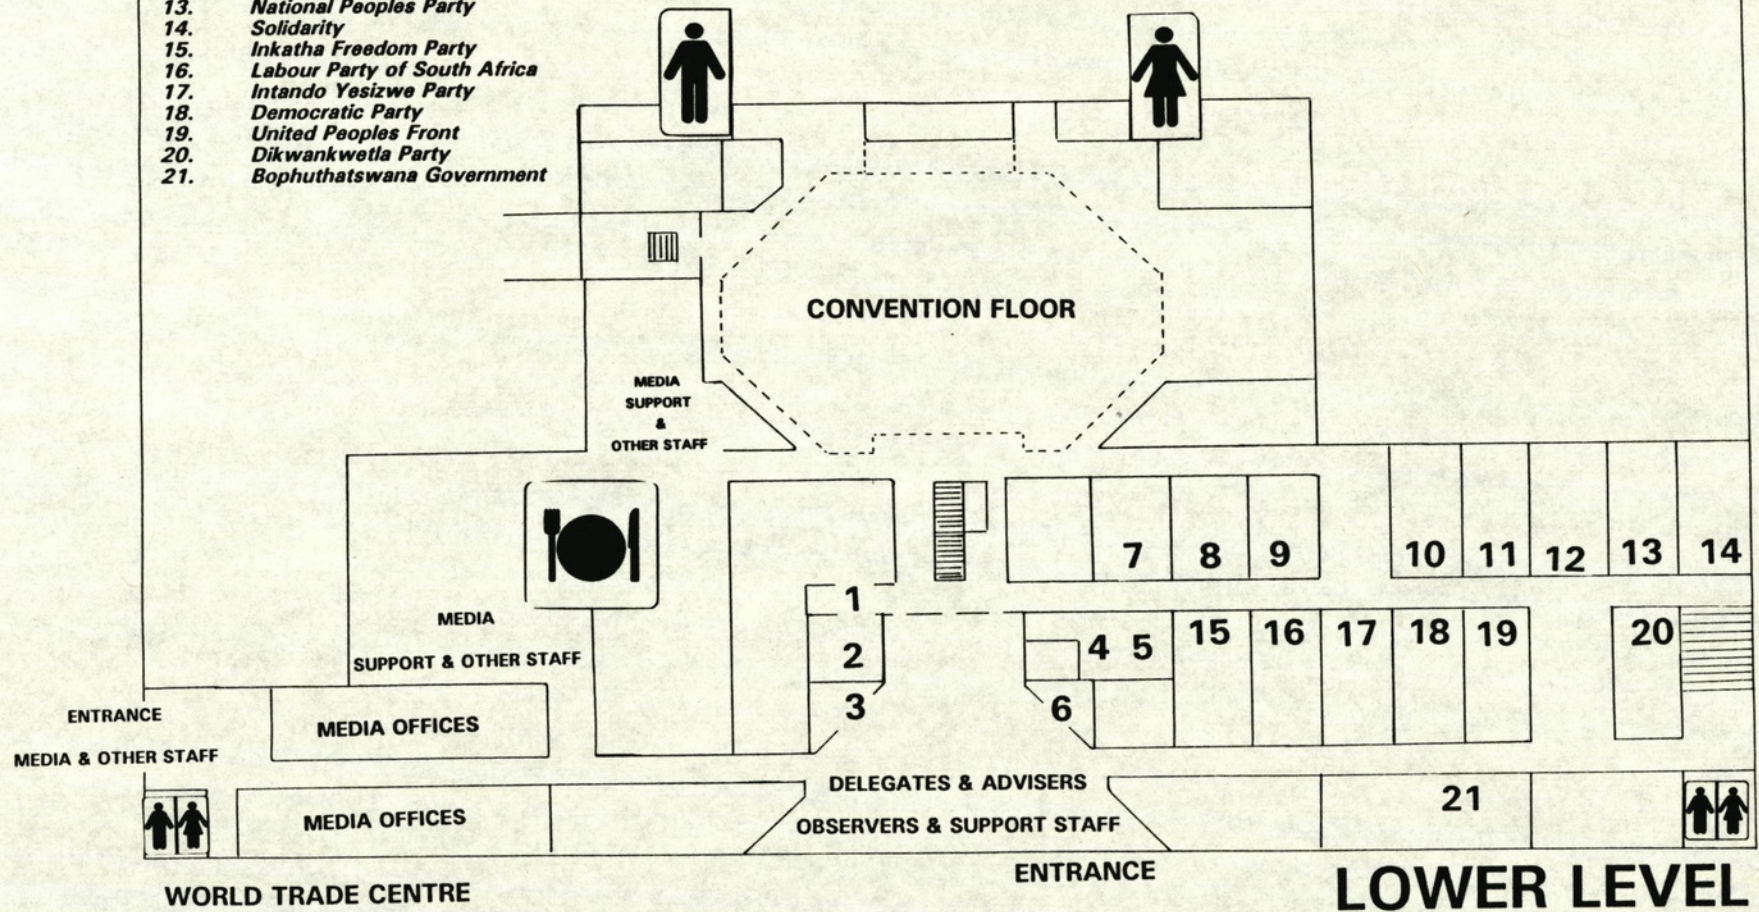 13. National Peoples Party
14. Solidarity
15. Inkatha Freedom Party
16. Labour Party of South Africa
17. Intando Yesizwe Party
18. Democratic Party
19. United Peoples Front
20. Dikwankwetla Party
21. Bophuthatswana Government
CONVENTION FLOOR
MEDIA
SUPPORT
&
OTHER STAFF
7 8 9 10 11 12 13 14
1
MEDIA
SUPPORT & OTHER STAFF
2
3
4 5 15 16 17 18 19 20
6
ENTRANCE
MEDIA & OTHER STAFF
MEDIA OFFICES
MEDIA OFFICES
DELEGATES & ADVISERS
OBSERVERS & SUPPORT STAFF
21
ENTRANCE
WORLD TRADE CENTRE
LOWER LEVEL